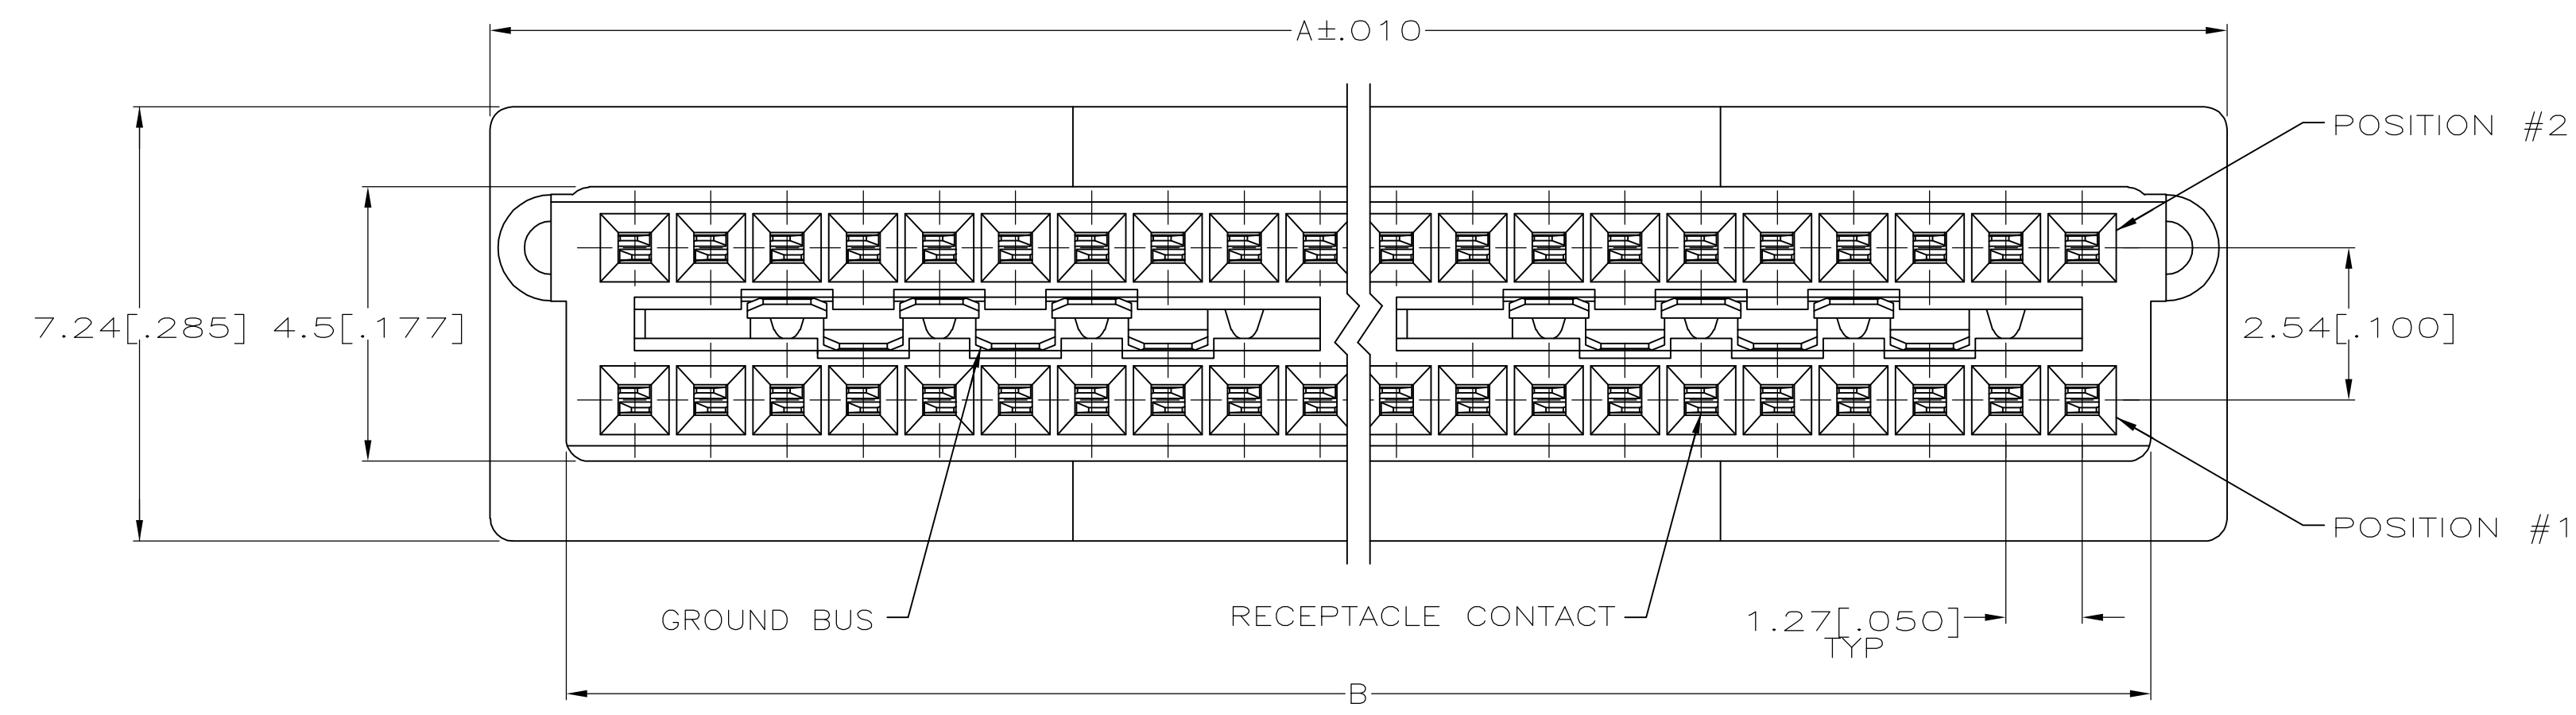 A±.010
POSITION #2
7.24[.285]
4.5[.177]
2.54[.100]
POSITION #1
GROUND BUS
RECEPTACLE CONTACT
1.27[.050]
TYP
B